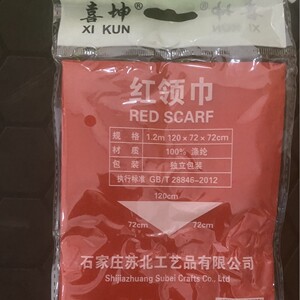 喜坤
XI KUN
红领巾
RED SCARF
规 格 1.2m 120×72×72cm
材 质 100% 涤纶
包 装 独立包装
执行标准 GB/T 28846-2012
120cm
72cm 72cm
石家庄苏北工艺品有限公司
Shijiazhuang Subei Crafts Co., Ltd